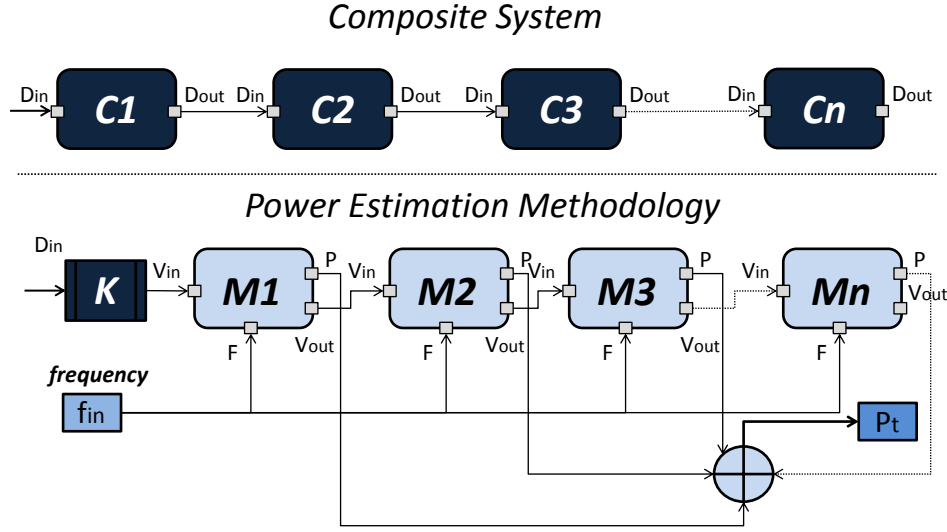 Composite System
Din C1 Dout Din C2 Dout Din C3 Dout Din Cn Dout
Power Estimation Methodology
Din K Vin M1 P Vin M2 P Vin M3 P Vin Mn P Vout
F Vout F Vout F Vout F
frequency
fin
Pt